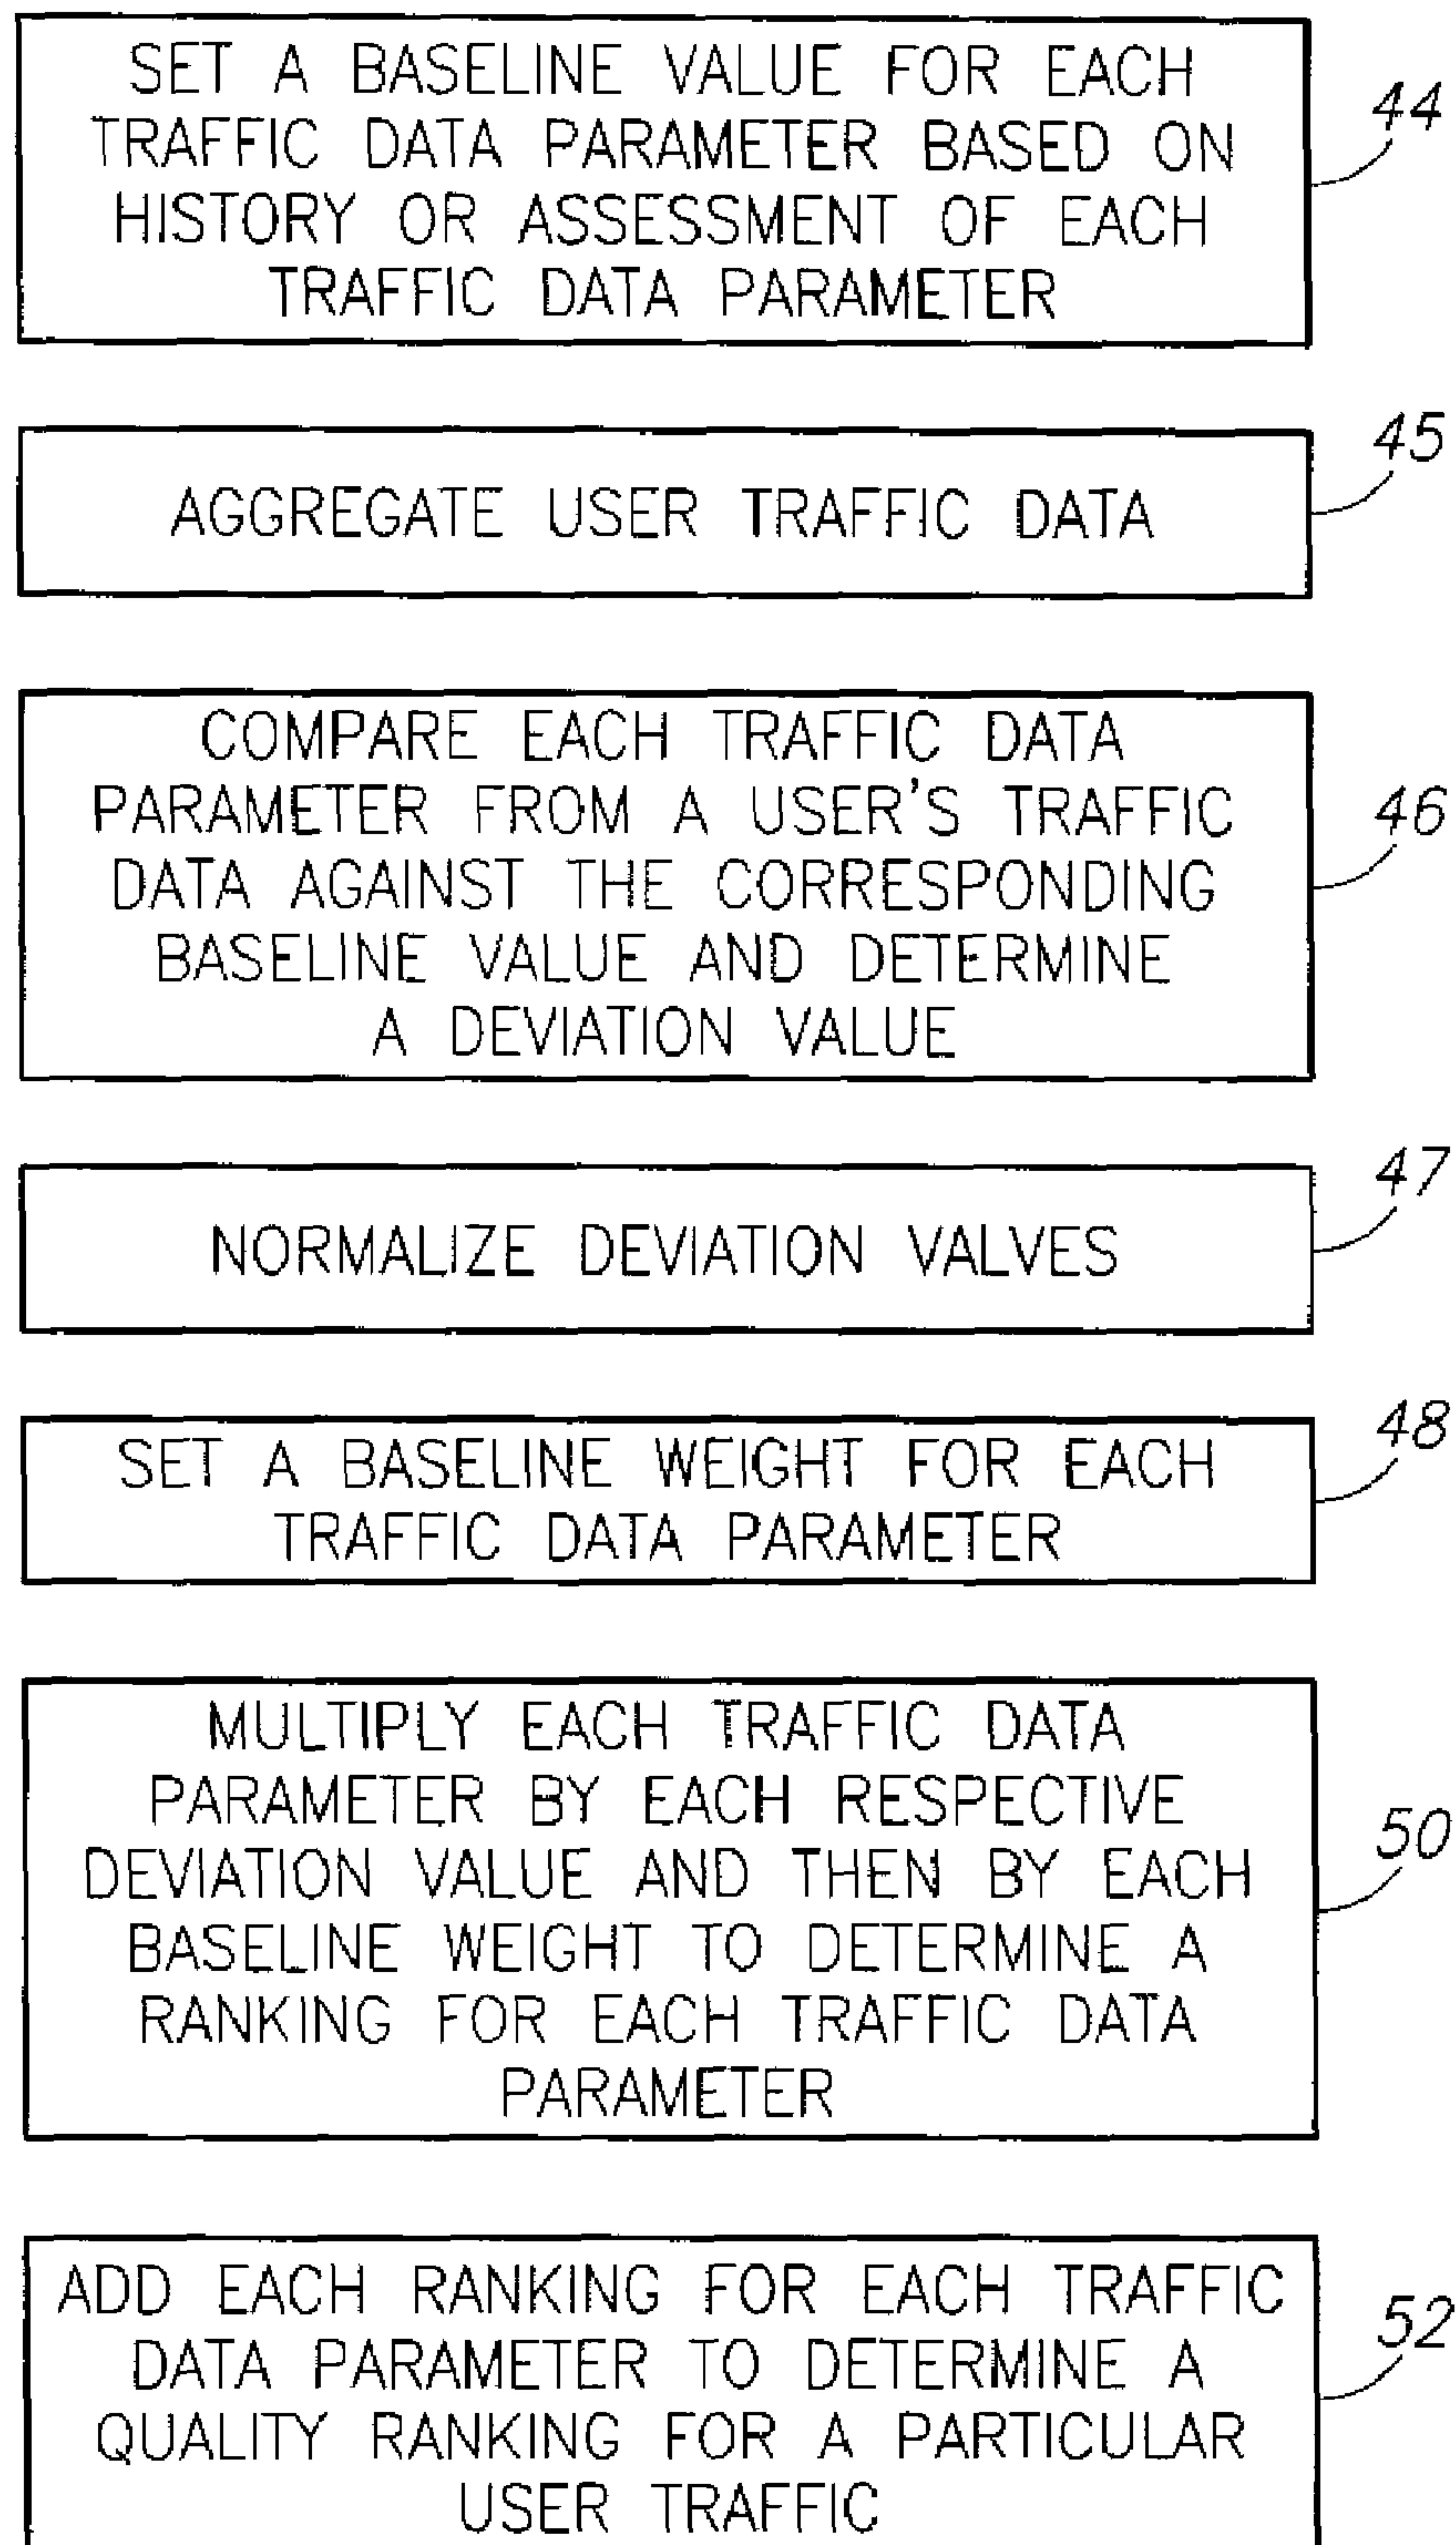 SET A BASELINE VALUE FOR EACH
TRAFFIC DATA PARAMETER BASED ON
HISTORY OR ASSESSMENT OF EACH
TRAFFIC DATA PARAMETER
44
AGGREGATE USER TRAFFIC DATA
45
COMPARE EACH TRAFFIC DATA
PARAMETER FROM A USER'S TRAFFIC
DATA AGAINST THE CORRESPONDING
BASELINE VALUE AND DETERMINE
A DEVIATION VALUE
46
NORMALIZE DEVIATION VALVES
47
SET A BASELINE WEIGHT FOR EACH
TRAFFIC DATA PARAMETER
48
MULTIPLY EACH TRAFFIC DATA
PARAMETER BY EACH RESPECTIVE
DEVIATION VALUE AND THEN BY EACH
BASELINE WEIGHT TO DETERMINE A
RANKING FOR EACH TRAFFIC DATA
PARAMETER
50
ADD EACH RANKING FOR EACH TRAFFIC
DATA PARAMETER TO DETERMINE A
QUALITY RANKING FOR A PARTICULAR
USER TRAFFIC
52